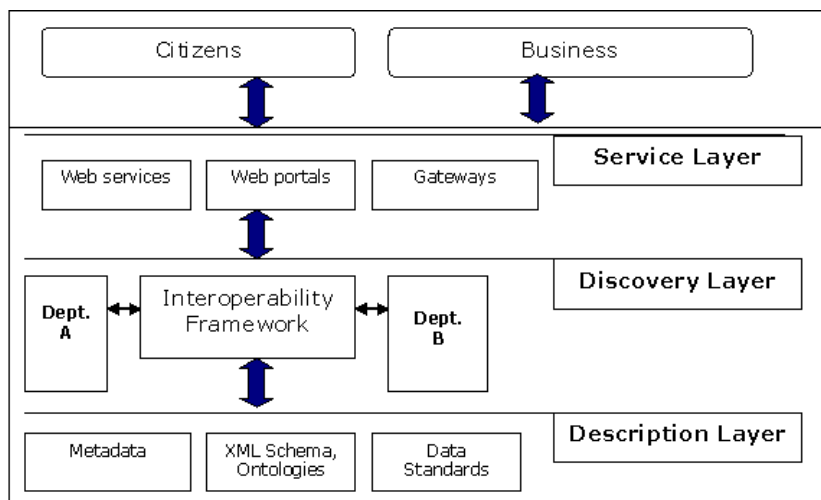 Citizens
Business
Service Layer
Web services
Web portals
Gateways
Discovery Layer
Dept.
A
Interoperability
Framework
Dept.
B
Description Layer
Metadata
XML Schema,
Ontologies
Data
Standards